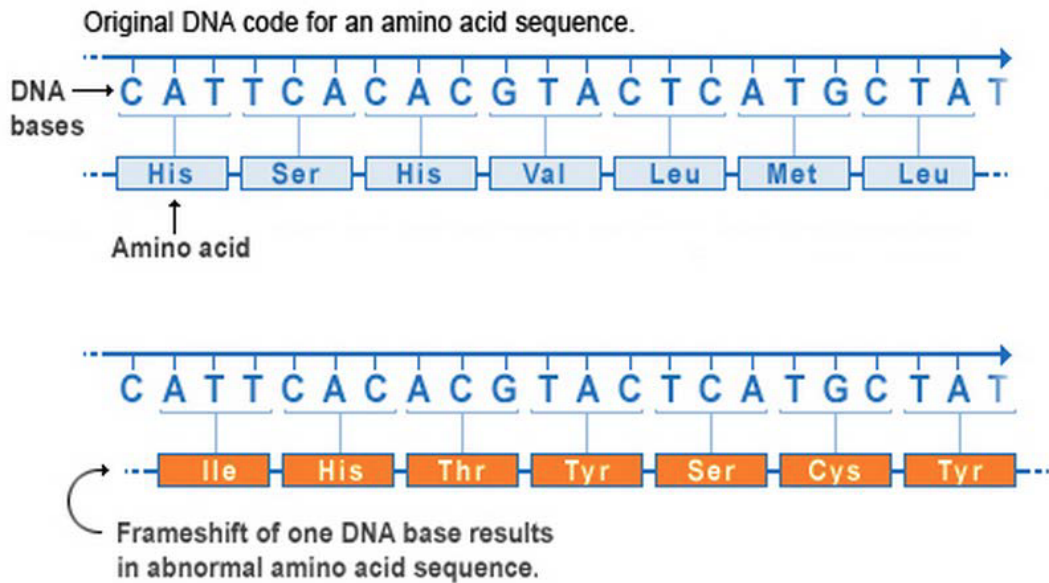 Original DNA code for an amino acid sequence.
DNA bases
C A T T C A C A C G T A C T C A T G C T A T
His Ser His Val Leu Met Leu
Amino acid
C A T T C A C A C G T A C T C A T G C T A T
Ile His Thr Tyr Ser Cys Tyr
Frameshift of one DNA base results
in abnormal amino acid sequence.